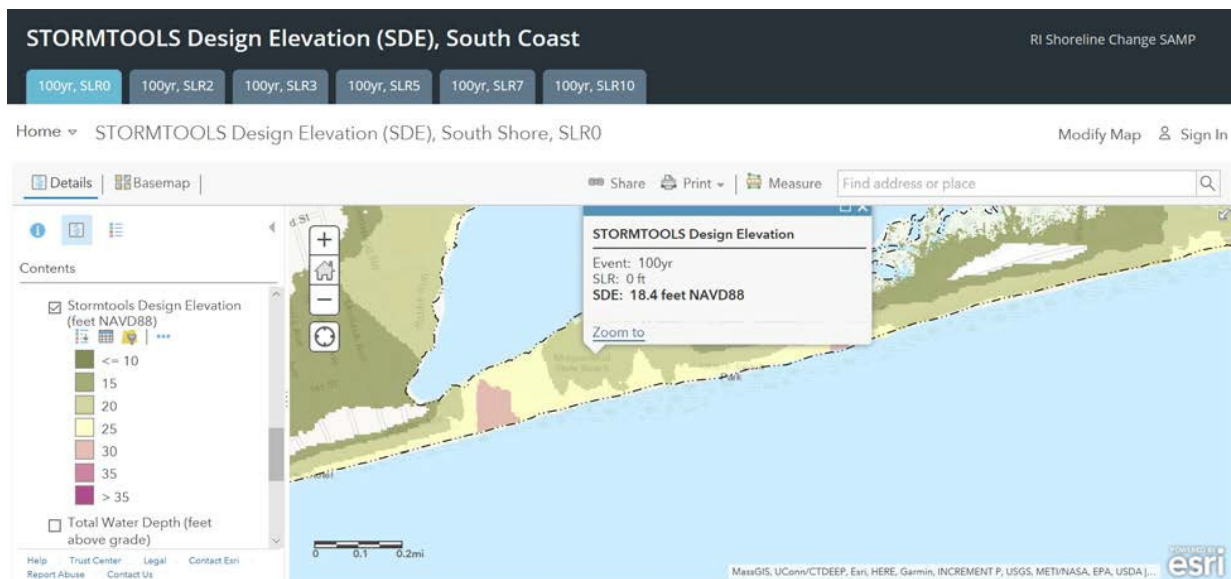 STORMTOOLS Design Elevation (SDE), South Coast
RI Shoreline Change SAMP
100yr, SLR0
100yr, SLR2
100yr, SLR3
100yr, SLR5
100yr, SLR7
100yr, SLR10
Home
STORMTOOLS Design Elevation (SDE), South Shore, SLR0
Modify Map
Sign In
Details
Basemap
Share
Print
Measure
Find address or place
Contents
Stormtools Design Elevation
(feet NAVD88)
<= 10
15
20
25
30
35
> 35
Total Water Depth (feet
above grade)
Help
Trust Center
Legal
Contact Esri
Report Abuse
Contact Us
d St
STORMTOOLS Design Elevation
Event: 100yr
SLR: 0 ft
SDE: 18.4 feet NAVD88
Zoom to
Park
0
0.1
0.2mi
MassGIS, UConn/CTDEEP, Esri, HERE, Garmin, INCREMENT P, USGS, METI/NASA, EPA, USDA |...
POWERED BY
esri